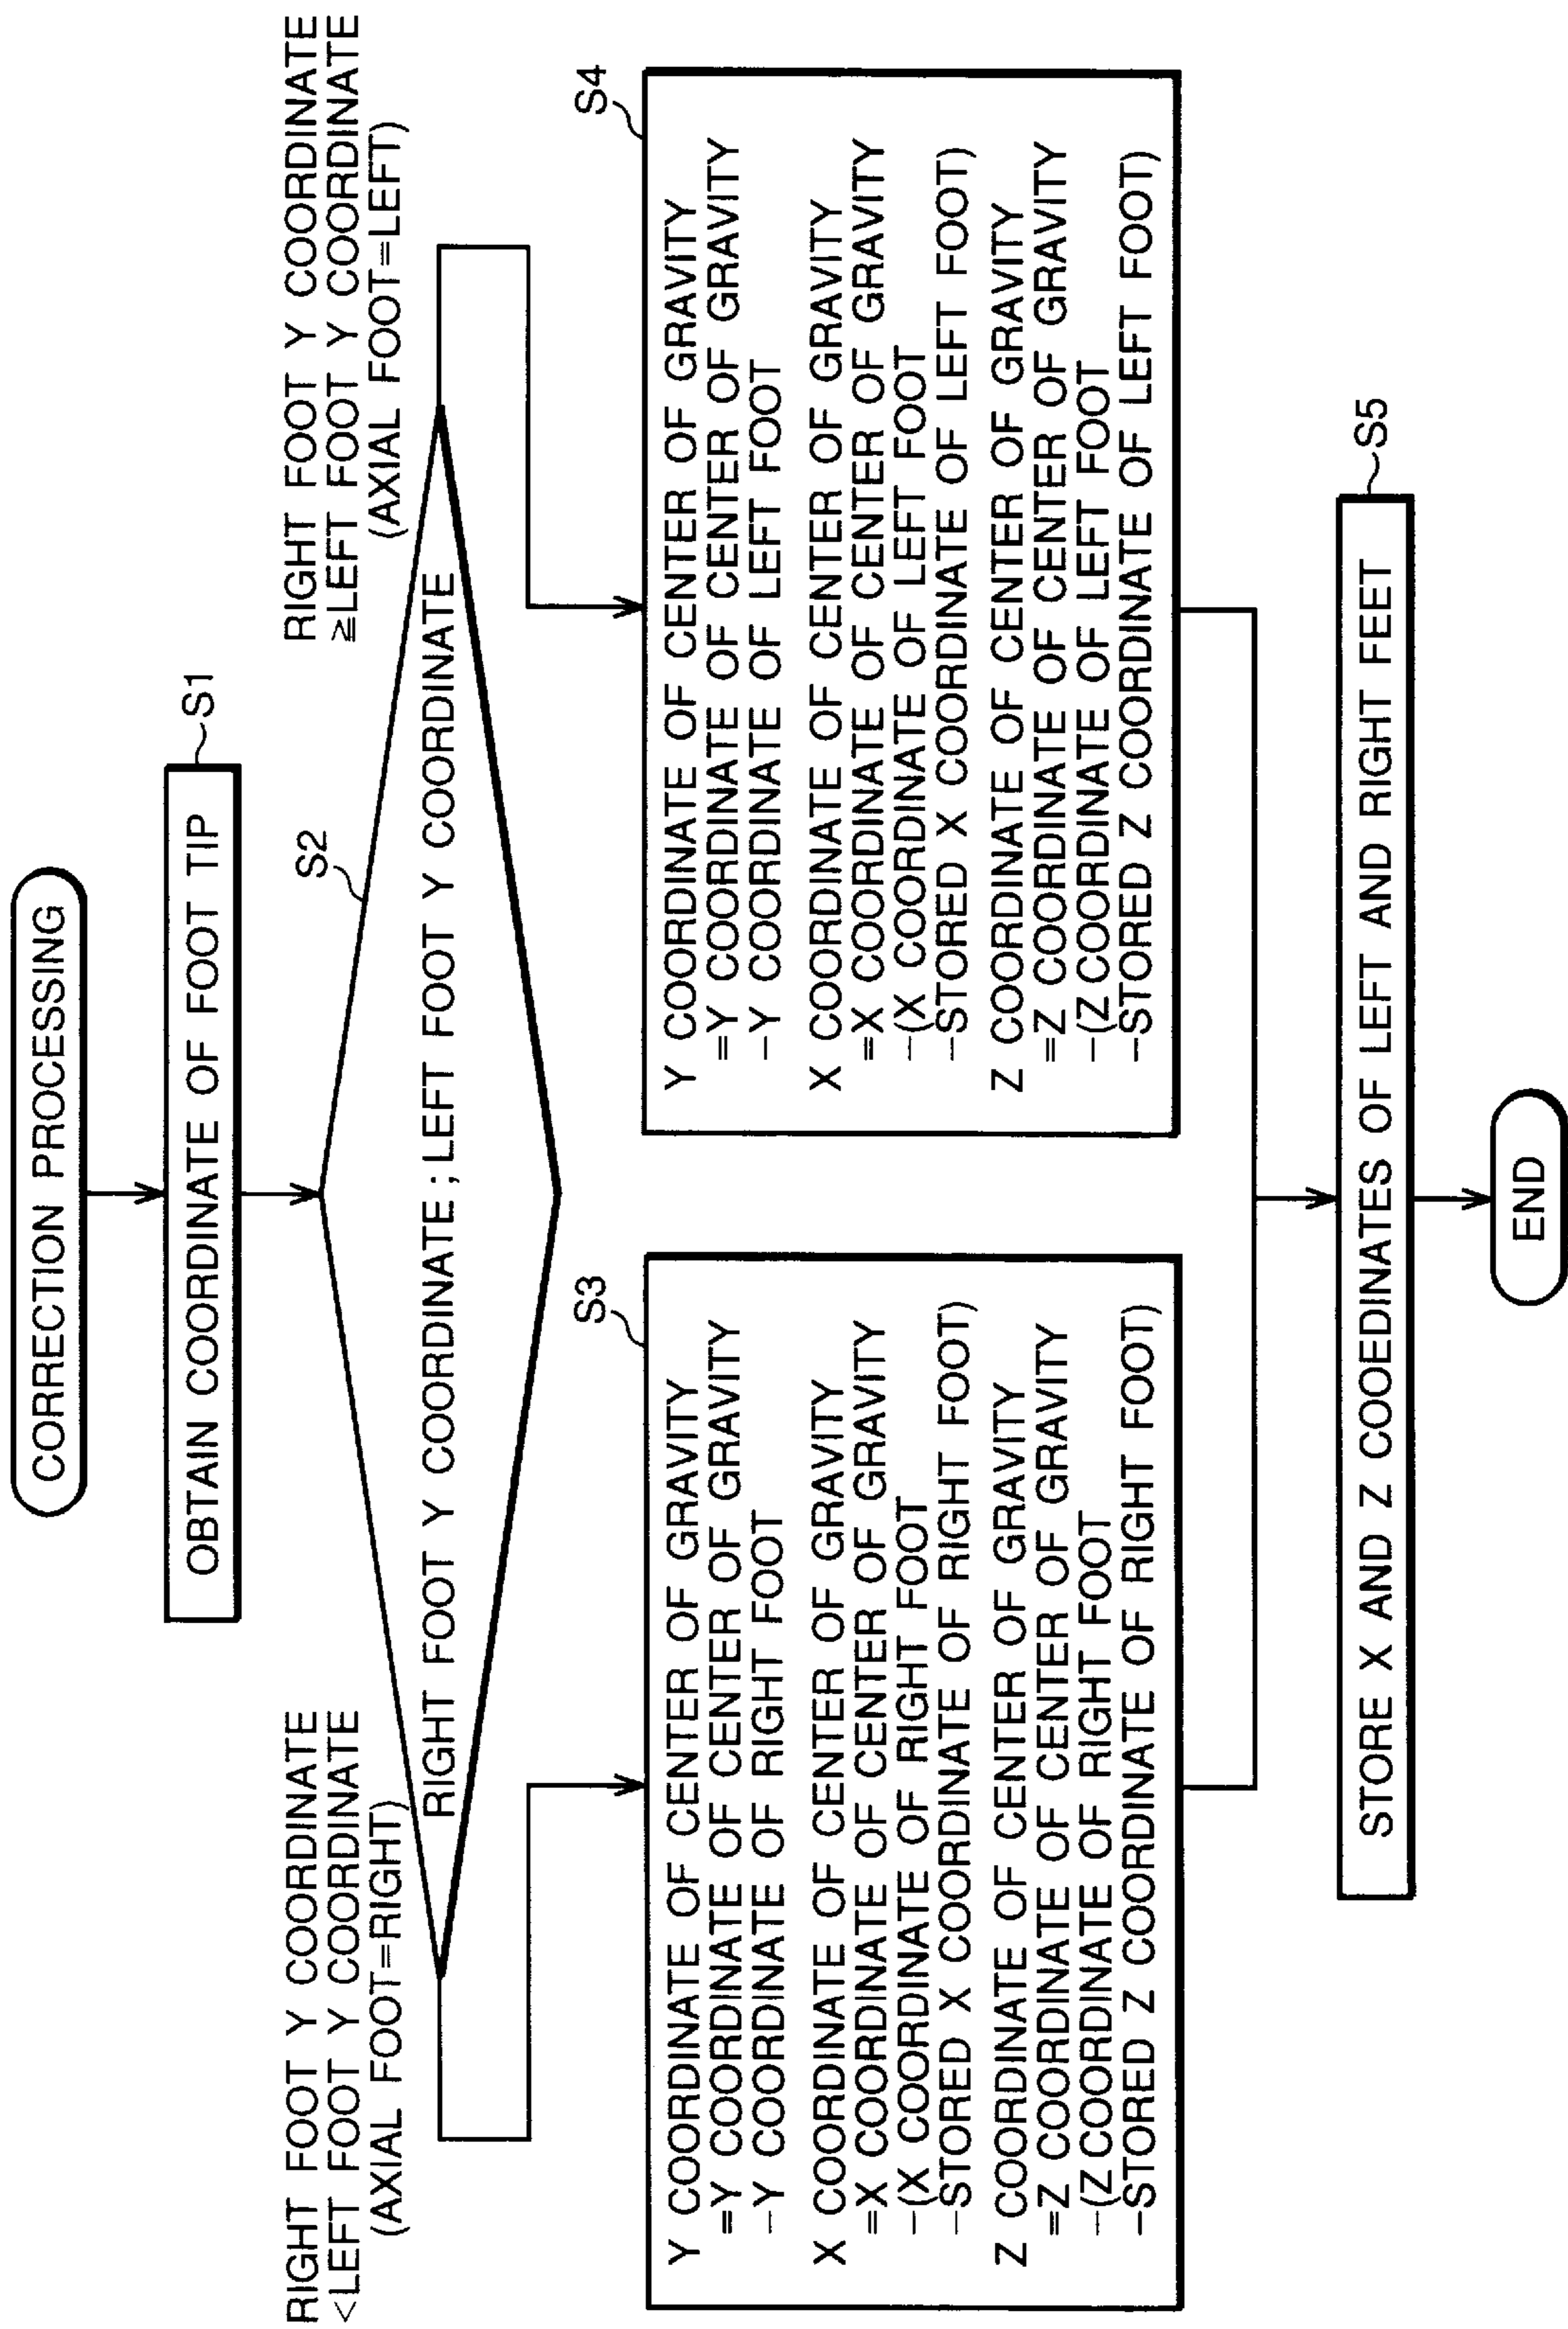 CORRECTION PROCESSING
OBTAIN COORDINATE OF FOOT TIP
S1
RIGHT FOOT Y COORDINATE
<LEFT FOOT Y COORDINATE
(AXIAL FOOT=RIGHT)
S2
RIGHT FOOT Y COORDINATE
≧LEFT FOOT Y COORDINATE
(AXIAL FOOT=LEFT)
RIGHT FOOT Y COORDINATE ; LEFT FOOT Y COORDINATE
S3
Y COORDINATE OF CENTER OF GRAVITY
=Y COORDINATE OF CENTER OF GRAVITY
-Y COORDINATE OF RIGHT FOOT
X COORDINATE OF CENTER OF GRAVITY
=X COORDINATE OF CENTER OF GRAVITY
-(X COORDINATE OF RIGHT FOOT
-STORED X COORDINATE OF RIGHT FOOT)
Z COORDINATE OF CENTER OF GRAVITY
=Z COORDINATE OF CENTER OF GRAVITY
-(Z COORDINATE OF RIGHT FOOT
-STORED Z COORDINATE OF RIGHT FOOT)
S4
Y COORDINATE OF CENTER OF GRAVITY
=Y COORDINATE OF CENTER OF GRAVITY
-Y COORDINATE OF LEFT FOOT
X COORDINATE OF CENTER OF GRAVITY
=X COORDINATE OF CENTER OF GRAVITY
-(X COORDINATE OF LEFT FOOT
-STORED X COORDINATE OF LEFT FOOT)
Z COORDINATE OF CENTER OF GRAVITY
=Z COORDINATE OF CENTER OF GRAVITY
-(Z COORDINATE OF LEFT FOOT
-STORED Z COORDINATE OF LEFT FOOT)
STORE X AND Z COOEDINATES OF LEFT AND RIGHT FEET
S5
END